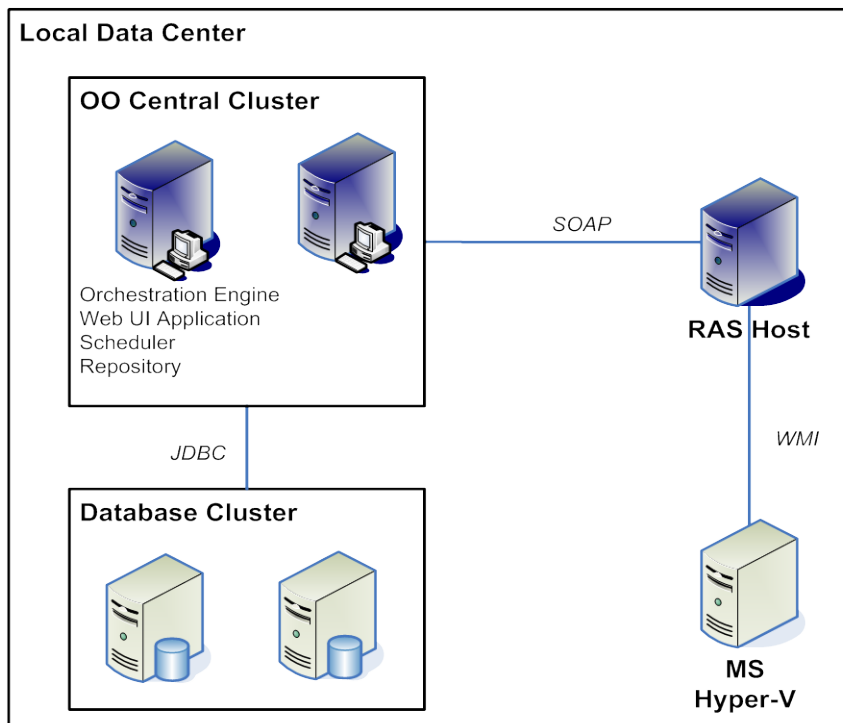 Local Data Center
OO Central Cluster
Orchestration Engine
Web UI Application
Scheduler
Repository
SOAP
RAS Host
JDBC
WMI
Database Cluster
MS
Hyper-V